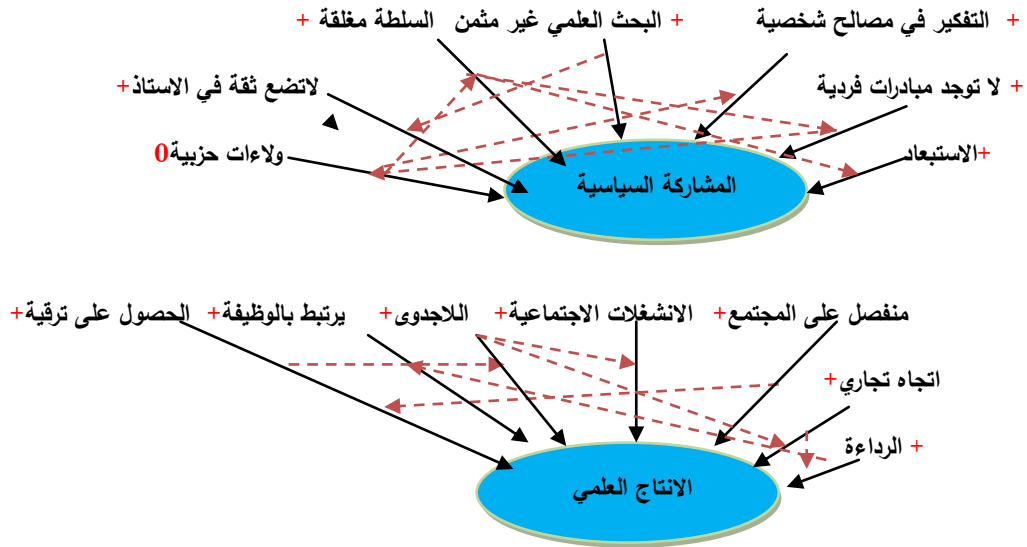 + التفكير في مصالح شخصية
+ البحث العلمي غير مثمن
السلطة مغلقة +
+ لا توجد مبادرات فردية
لاتضع ثقة في الاستاذ+
+الاستبعاد
ولاءات حزبية0
المشاركة السياسية
منفصل على المجتمع+
الانشغلات الاجتماعية+
اللاجدوى+
يرتبط بالوظيفة+
الحصول على ترقية+
اتجاه تجاري+
+ الرداءة
الانتاج العلمي